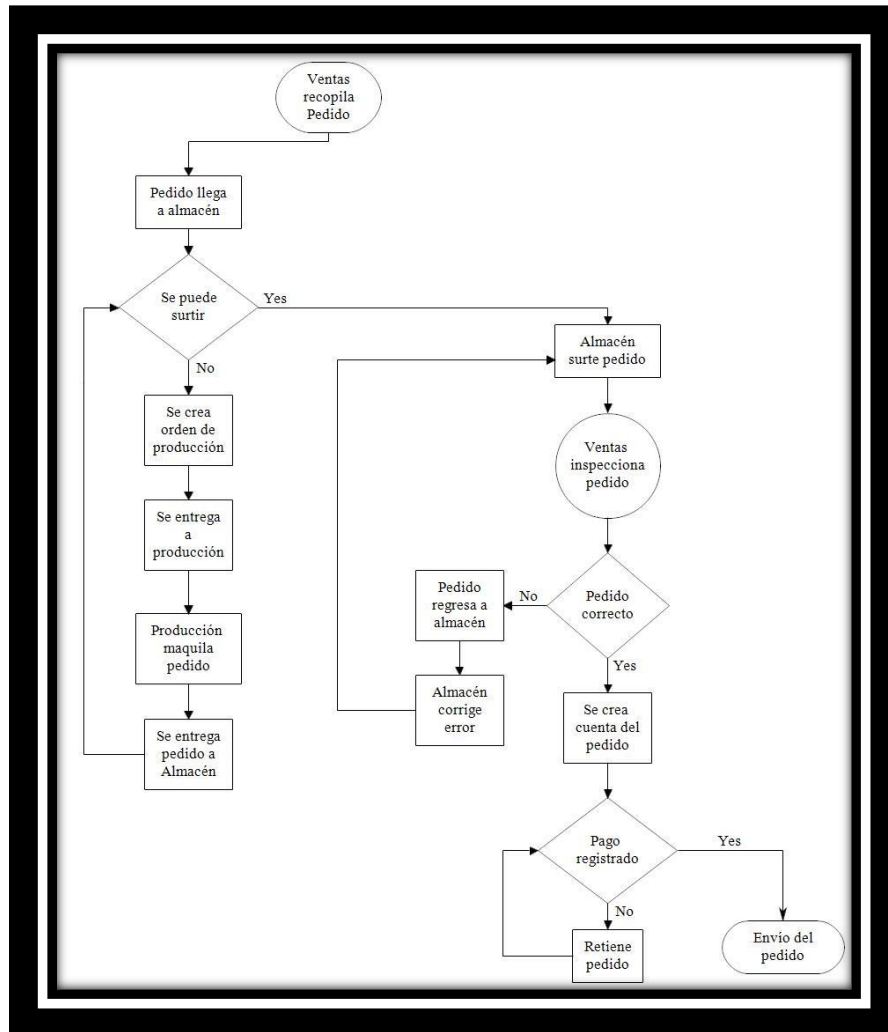 Ventas
recopila
Pedido
Pedido llega
a almacén
Se puede
surtir
Yes
No
Se crea
orden de
producción
Se entrega
a
producción
Producción
maquila
pedido
Se entrega
pedido a
Almacén
Almacén
surte pedido
Ventas
inspecciona
pedido
Pedido
correcto
No
Pedido
regresa a
almacén
Almacén
corrige
error
Yes
Se crea
cuenta del
pedido
Pago
registrado
Yes
No
Retiene
pedido
Envío del
pedido